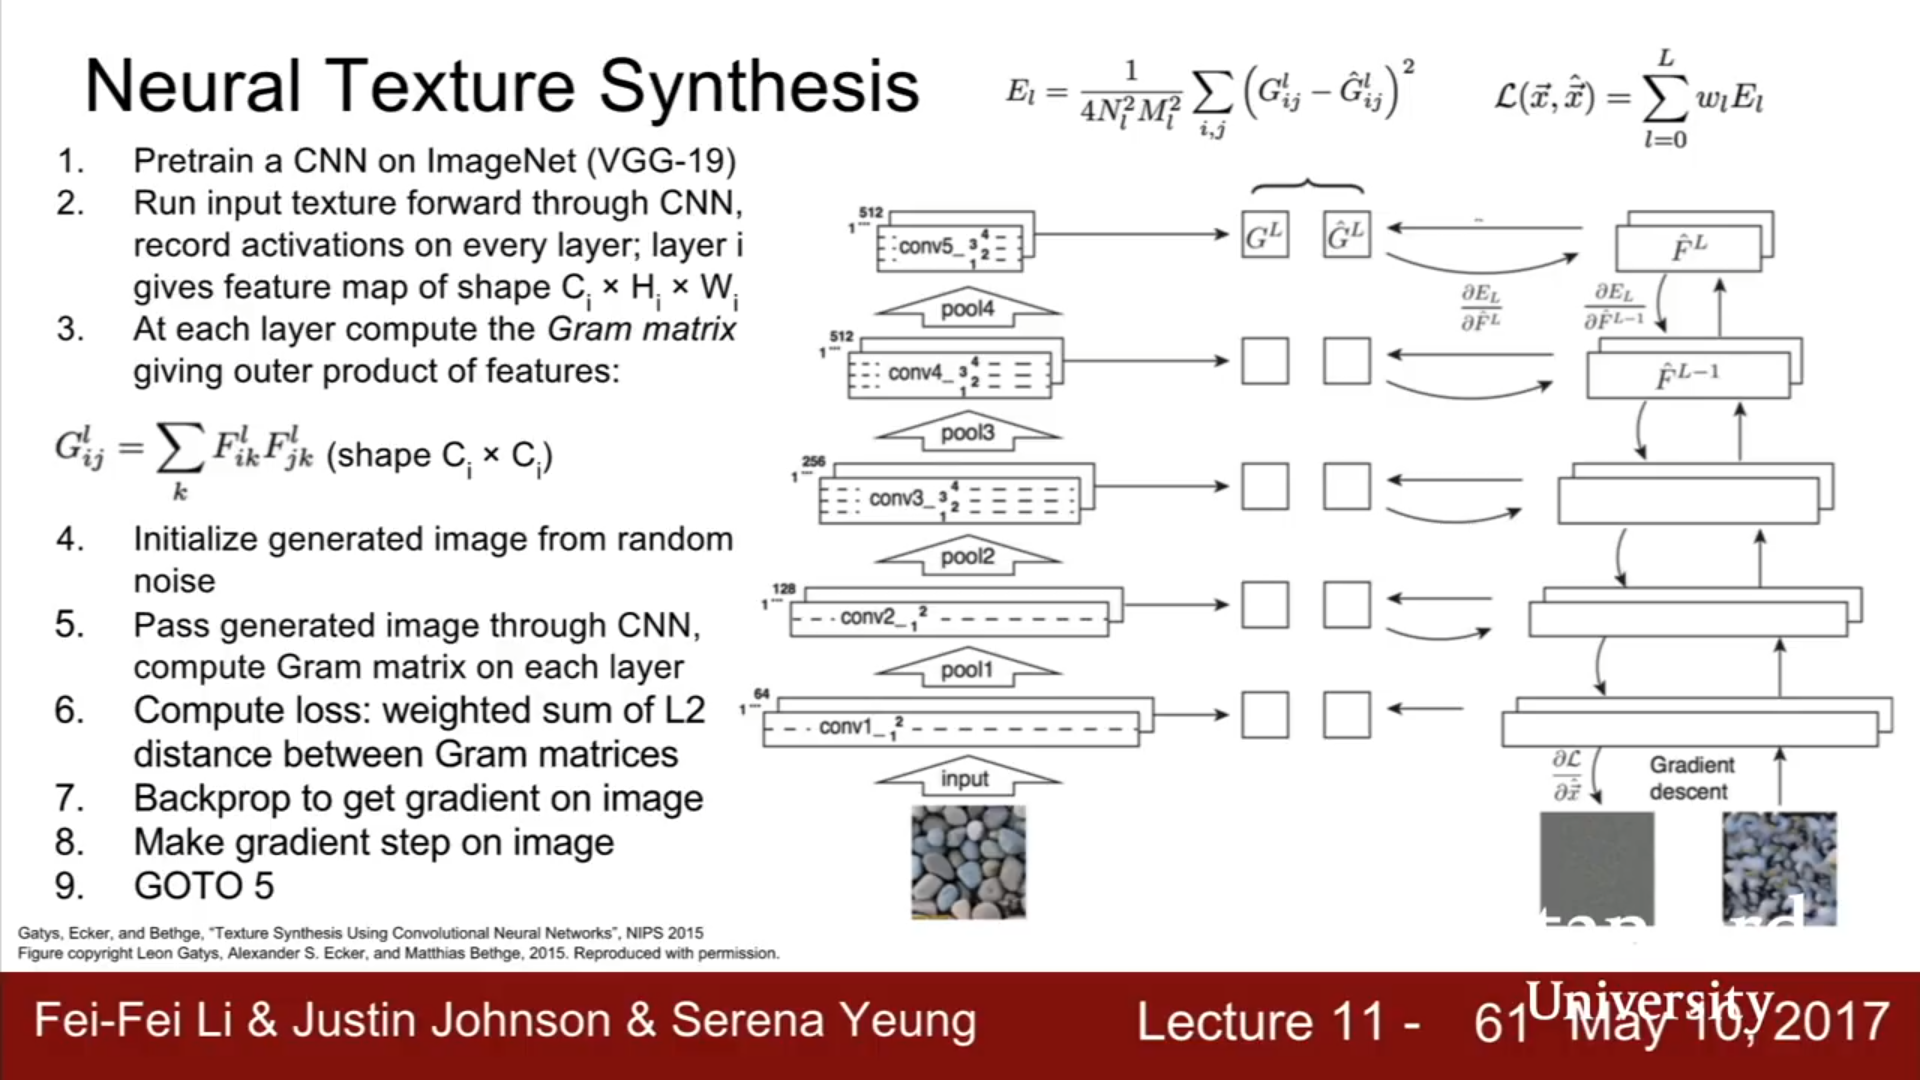 Neural Texture Synthesis
E_l = \frac{1}{4N_l^2 M_l^2} \sum_{i,j} \left( G_{ij}^l - \hat{G}_{ij}^l \right)^2
\mathcal{L}(\vec{x}, \hat{\vec{x}}) = \sum_{l=0}^{L} w_l E_l
1. Pretrain a CNN on ImageNet (VGG-19)
2. Run input texture forward through CNN,
record activations on every layer; layer i
gives feature map of shape C_i × H_i × W_i
3. At each layer compute the Gram matrix
giving outer product of features:
G_{ij}^l = \sum_k F_{ik}^l F_{jk}^l (shape C_i × C_i)
4. Initialize generated image from random
noise
5. Pass generated image through CNN,
compute Gram matrix on each layer
6. Compute loss: weighted sum of L2
distance between Gram matrices
7. Backprop to get gradient on image
8. Make gradient step on image
9. GOTO 5
512
1...
conv5_ 1 2 3 4
G^L
\hat{G}^L
\hat{F}^L
pool4
\frac{\partial E_L}{\partial \hat{F}^L}
\frac{\partial E_L}{\partial \hat{F}^{L-1}}
512
1...
conv4_ 1 2 3 4
\hat{F}^{L-1}
pool3
256
1...
conv3_ 1 2 3 4
pool2
128
1...
conv2_ 1 2
pool1
64
1...
conv1_ 1 2
input
\frac{\partial \mathcal{L}}{\partial \hat{\vec{x}}}
Gradient
descent
Gatys, Ecker, and Bethge, "Texture Synthesis Using Convolutional Neural Networks", NIPS 2015
Figure copyright Leon Gatys, Alexander S. Ecker, and Matthias Bethge, 2015. Reproduced with permission.
Fei-Fei Li & Justin Johnson & Serena Yeung
Lecture 11 - 61
May 10, 2017
University